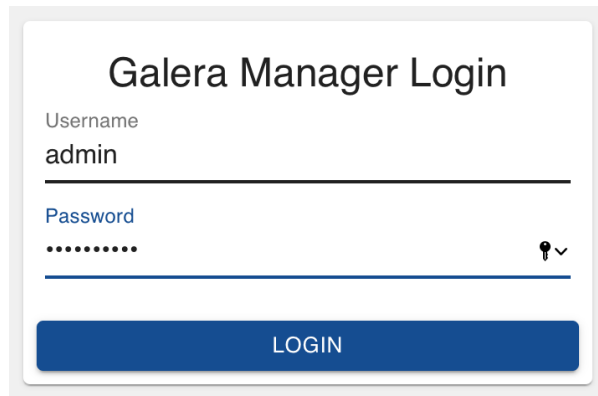 Galera Manager Login
Username
admin
Password
••••••••••
LOGIN